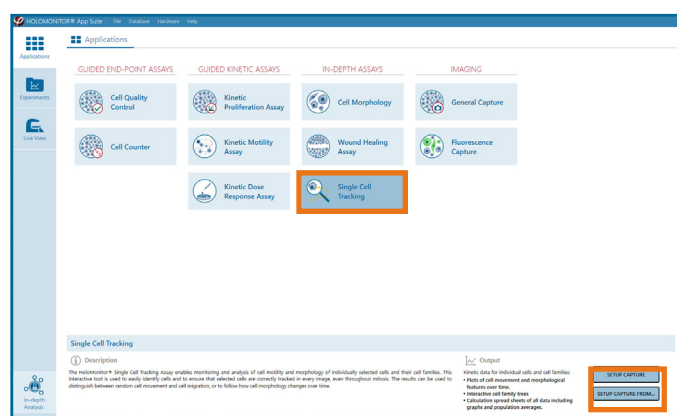 HOLOMONITOR® App Suite File Database Hardware Help
Applications
Applications
GUIDED END-POINT ASSAYS GUIDED KINETIC ASSAYS IN-DEPTH ASSAYS IMAGING
Cell Quality
Control
Kinetic
Proliferation Assay
Cell Morphology
General Capture
Experiments
Cell Counter
Kinetic Motility
Assay
Wound Healing
Assay
Fluorescence
Capture
Live View
Kinetic Dose
Response Assay
Single Cell
Tracking
Single Cell Tracking
Description
The HoloMonitor® Single Cell Tracking Assay enables monitoring and analysis of cell motility and morphology of individually selected cells and their cell families. This
interactive tool is used to easily identify cells and to ensure that selected cells are correctly tracked in every image, even throughout mitosis. The results can be used to
distinguish between random cell movement and cell migration, or to follow how cell morphology changes over time.
Output
Kinetic data for individual cells and cell families:
• Plots of cell movement and morphological
features over time.
• Interactive cell family trees
• Calculation spread sheets of all data including
graphs and population averages.
SETUP CAPTURE
SETUP CAPTURE FROM...
In-depth
Analysis